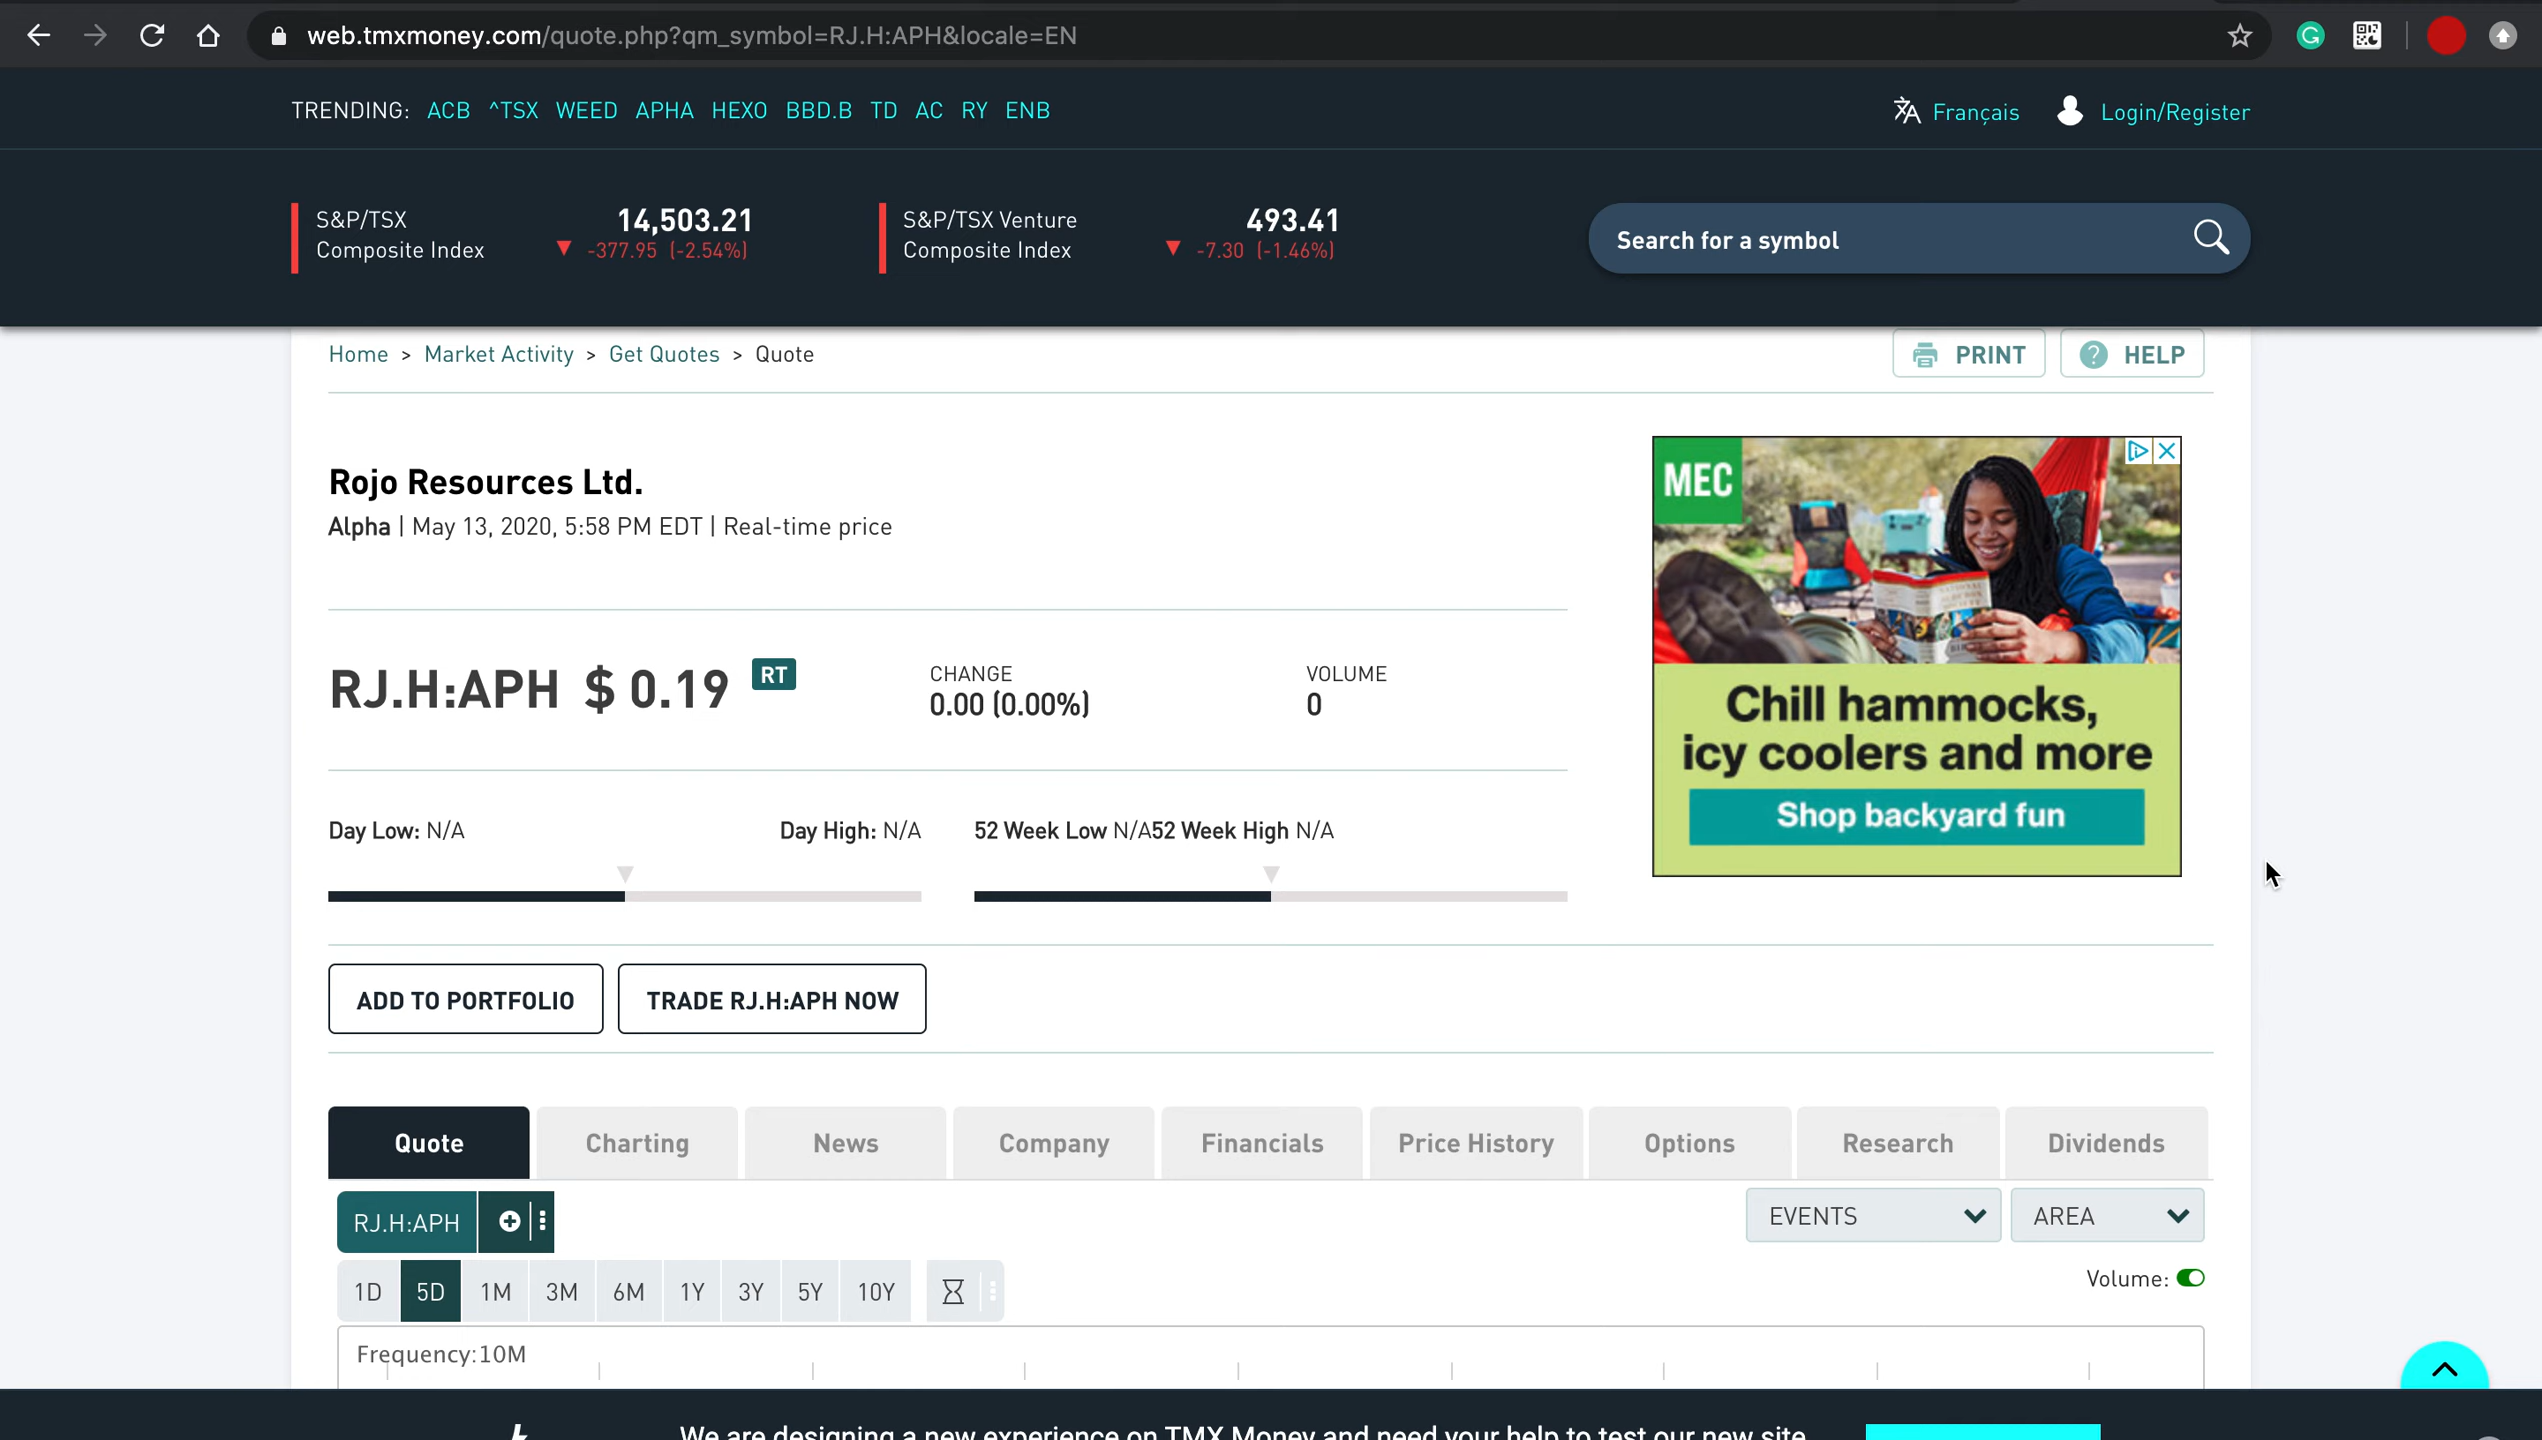 web.tmxmoney.com/quote.php?qm_symbol=RJ.H:APH&locale=EN
TRENDING: ACB ^TSX WEED APHA HEXO BBD.B TD AC RY ENB
Français Login/Register
S&P/TSX
Composite Index
14,503.21
-377.95 (-2.54%)
S&P/TSX Venture
Composite Index
493.41
-7.30 (-1.46%)
Search for a symbol
Home > Market Activity > Get Quotes > Quote
PRINT
HELP
Rojo Resources Ltd.
Alpha | May 13, 2020, 5:58 PM EDT | Real-time price
RJ.H:APH $ 0.19 RT
CHANGE
0.00 (0.00%)
VOLUME
0
MEC
Chill hammocks,
icy coolers and more
Shop backyard fun
Day Low: N/A
Day High: N/A
52 Week Low N/A52 Week High N/A
ADD TO PORTFOLIO
TRADE RJ.H:APH NOW
Quote Charting News Company Financials Price History Options Research Dividends
RJ.H:APH
EVENTS
AREA
1D 5D 1M 3M 6M 1Y 3Y 5Y 10Y
Volume:
Frequency:10M
We are designing a new experience on TMX Money and need your help to test our new site